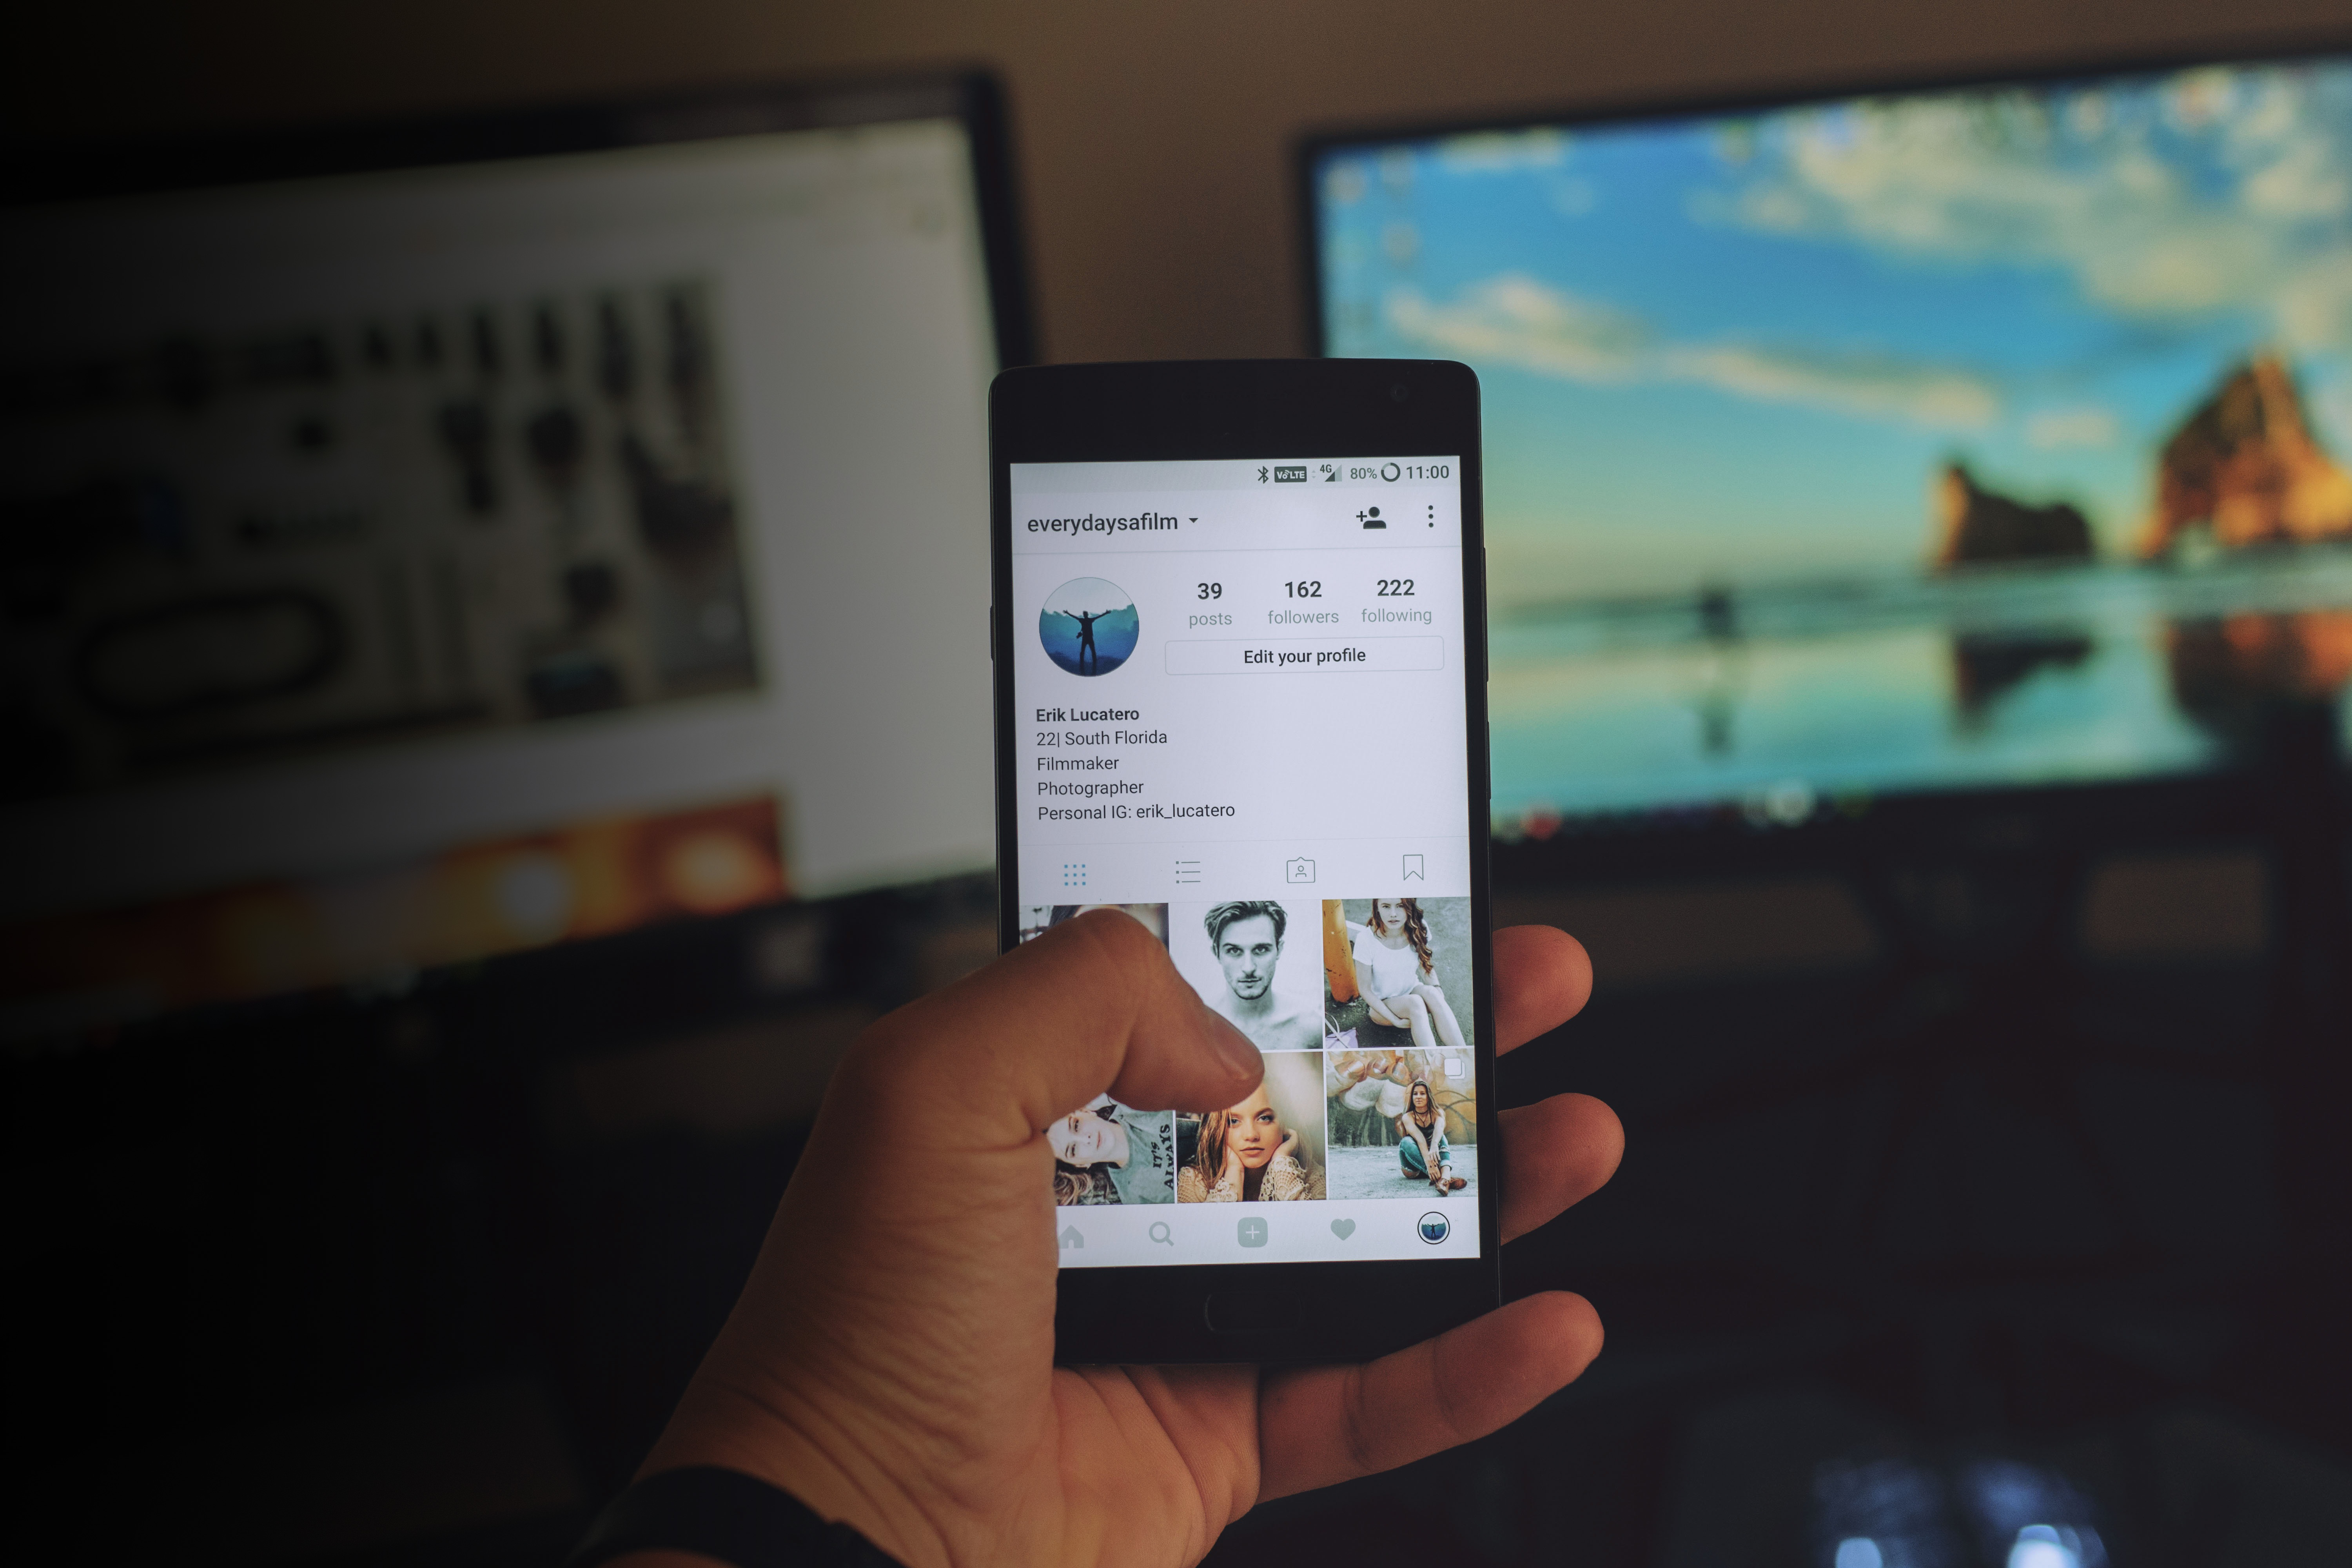 VoLTE 4G 80% 11:00
everydaysafilm
39 162 222
posts followers following
Edit your profile
Erik Lucatero
22| South Florida
Filmmaker
Photographer
Personal IG: erik_lucatero
IT'S
ALWAYS